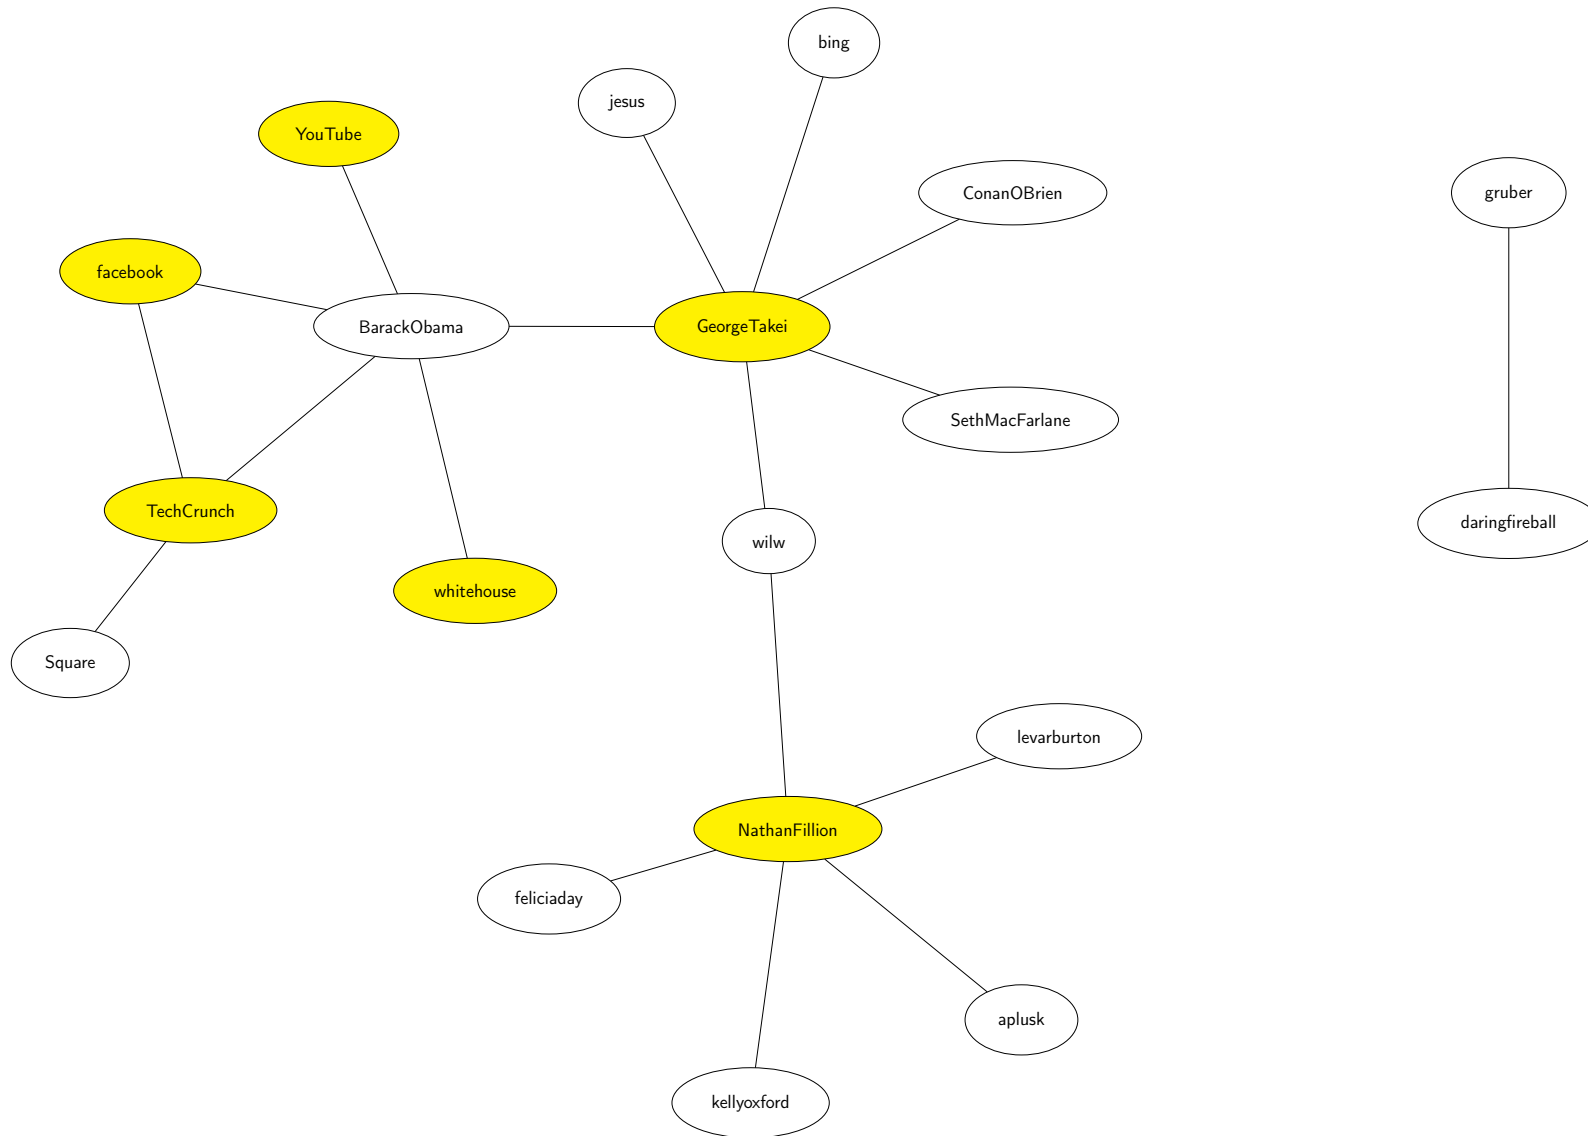 bing
jesus
YouTube
ConanOBrien
gruber
facebook
BarackObama
GeorgeTakei
SethMacFarlane
TechCrunch
daringfireball
wilw
whitehouse
Square
levarburton
NathanFillion
feliciaday
aplusk
kellyoxford